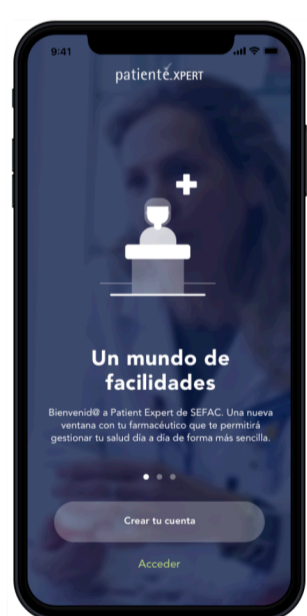 9:41
patiente.XPERT
Un mundo de
facilidades
Bienvenid@ a Patient Expert de SEFAC. Una nueva
ventana con tu farmacéutico que te permitirá
gestionar tu salud día a día de forma más sencilla.
Crear tu cuenta
Acceder